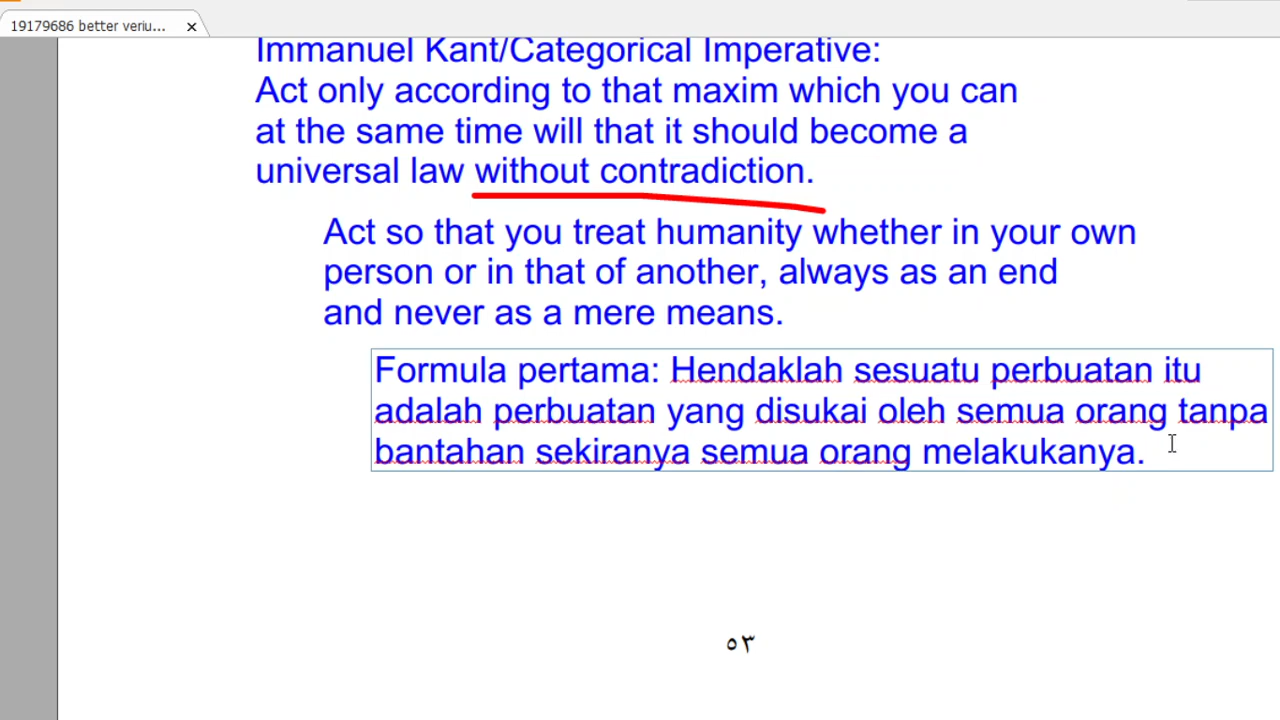 19179686 better veriu...
Immanuel Kant/Categorical Imperative:
Act only according to that maxim which you can
at the same time will that it should become a
universal law without contradiction.
Act so that you treat humanity whether in your own
person or in that of another, always as an end
and never as a mere means.
Formula pertama: Hendaklah sesuatu perbuatan itu
adalah perbuatan yang disukai oleh semua orang tanpa
bantahan sekiranya semua orang melakukanya.
٥٣